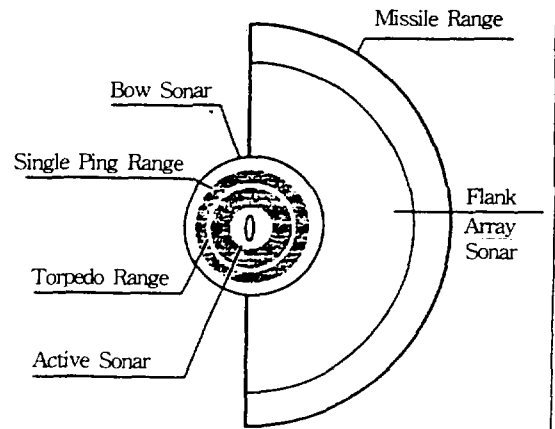 Missile Range
Bow Sonar
Single Ping Range
Flank
Array
Sonar
Torpedo Range
Active Sonar